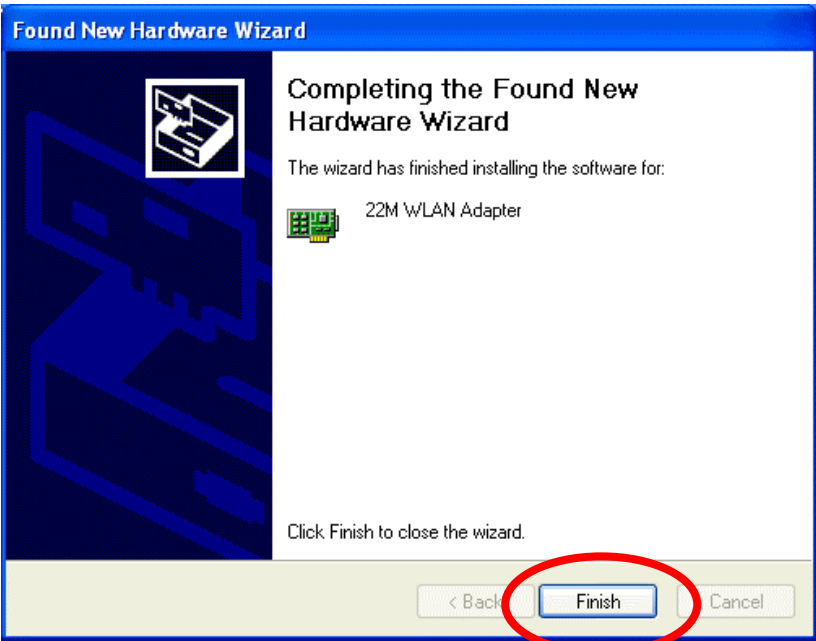 Found New Hardware Wizard
Completing the Found New
Hardware Wizard
The wizard has finished installing the software for:
22M WLAN Adapter
Click Finish to close the wizard.
< Back
Finish
Cancel